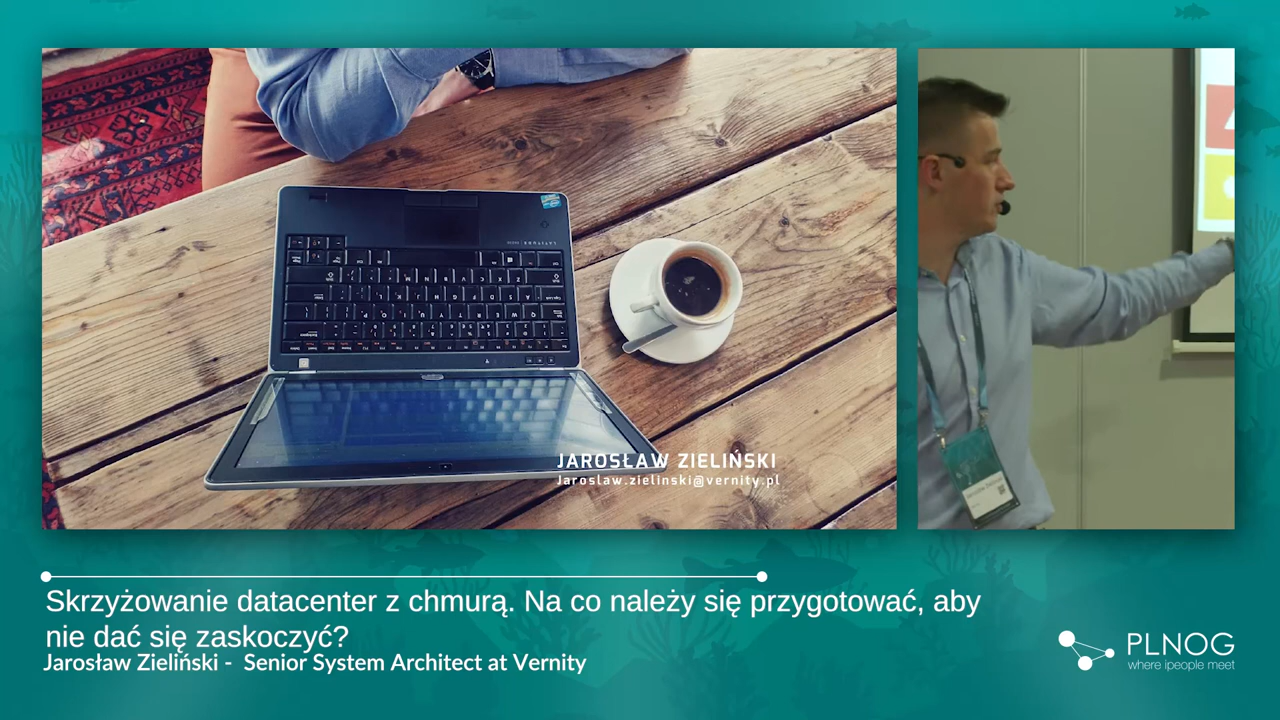 JAROSŁAW ZIELIŃSKI
Jaroslaw.zielinski@vernity.pl
Skrzyżowanie datacenter z chmurą. Na co należy się przygotować, aby
nie dać się zaskoczyć?
Jarosław Zieliński - Senior System Architect at Vernity
PLNOG
where ipeople meet